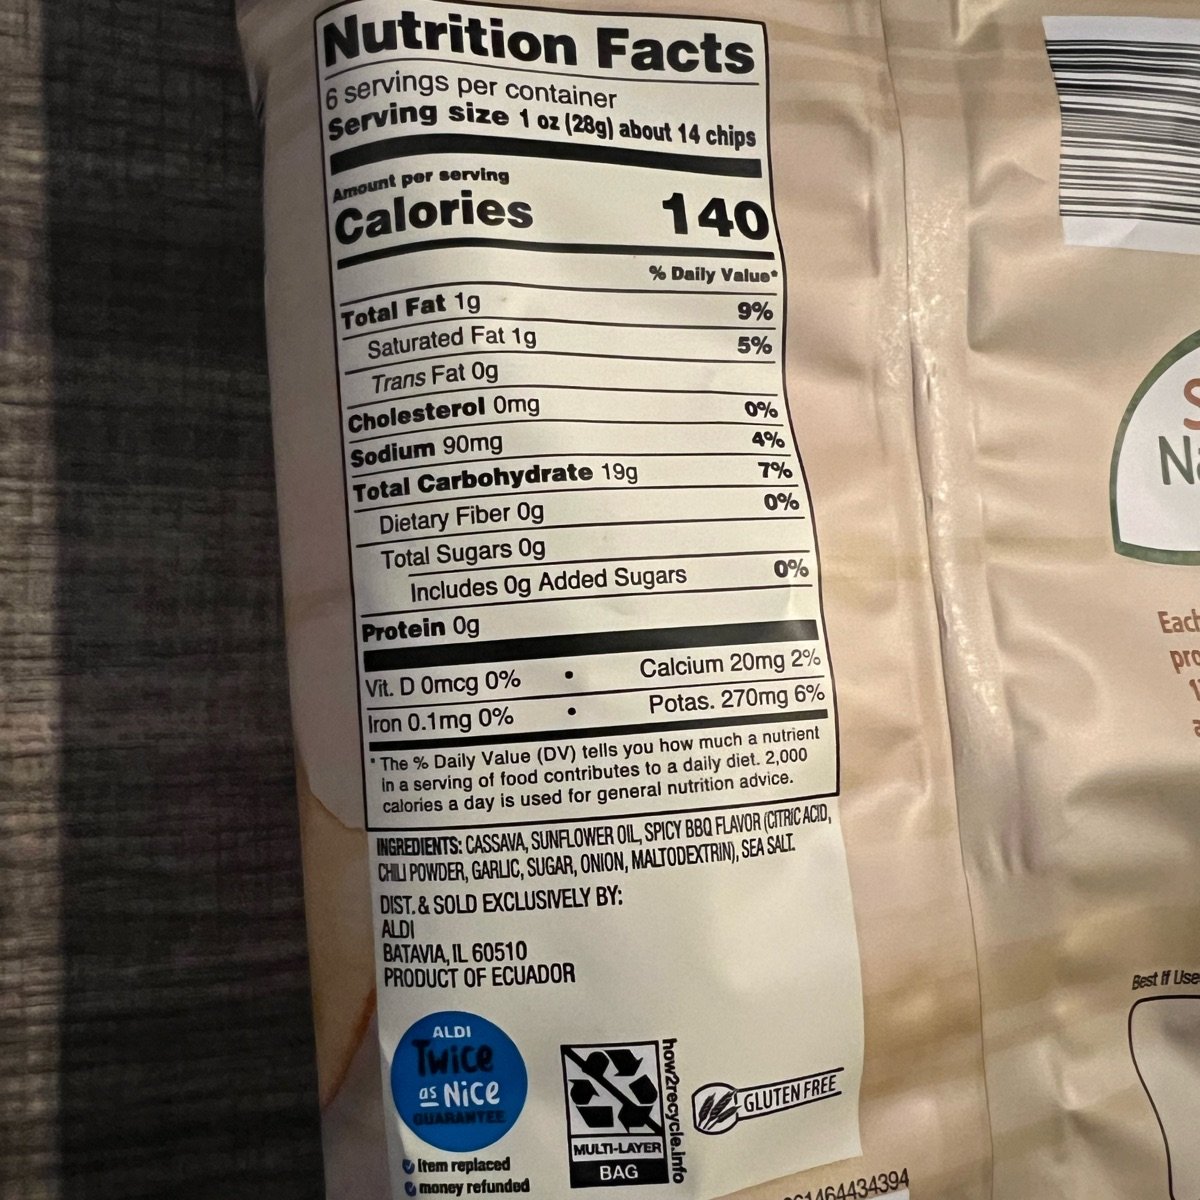 Nutrition Facts
6 servings per container
Serving size 1 oz (28g) about 14 chips
Amount per serving
Calories 140
% Daily Value*
Total Fat 1g 9%
Saturated Fat 1g 5%
Trans Fat 0g
Cholesterol 0mg 0%
Sodium 90mg 4%
Total Carbohydrate 19g 7%
Dietary Fiber 0g 0%
Total Sugars 0g
Includes 0g Added Sugars 0%
Protein 0g
Vit. D 0mcg 0% • Calcium 20mg 2%
Iron 0.1mg 0% • Potas. 270mg 6%
* The % Daily Value (DV) tells you how much a nutrient
in a serving of food contributes to a daily diet. 2,000
calories a day is used for general nutrition advice.
INGREDIENTS: CASSAVA, SUNFLOWER OIL, SPICY BBQ FLAVOR (CITRIC ACID,
CHILI POWDER, GARLIC, SUGAR, ONION, MALTODEXTRIN), SEA SALT.
DIST. & SOLD EXCLUSIVELY BY:
ALDI
BATAVIA, IL 60510
PRODUCT OF ECUADOR
ALDI
Twice
as Nice
GUARANTEE
item replaced
money refunded
MULTI-LAYER
BAG
how2recycle.info
GLUTEN FREE
61464434394
S
Na
Each
pro
Best If Use